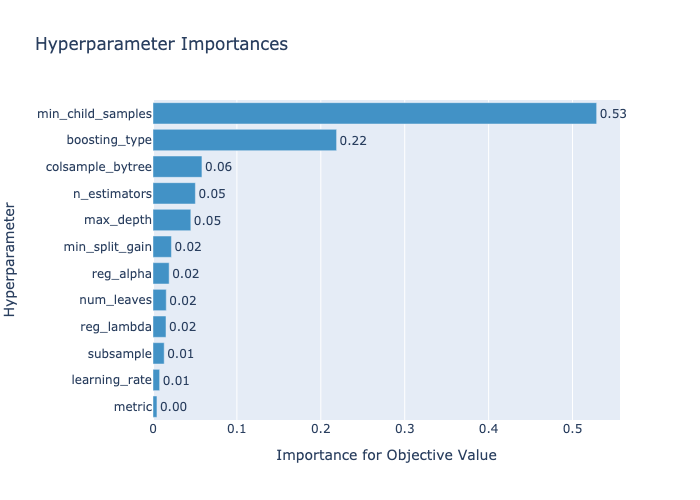 Hyperparameter Importances
Hyperparameter
min_child_samples 0.53
boosting_type 0.22
colsample_bytree 0.06
n_estimators 0.05
max_depth 0.05
min_split_gain 0.02
reg_alpha 0.02
num_leaves 0.02
reg_lambda 0.02
subsample 0.01
learning_rate 0.01
metric 0.00
0 0.1 0.2 0.3 0.4 0.5
Importance for Objective Value